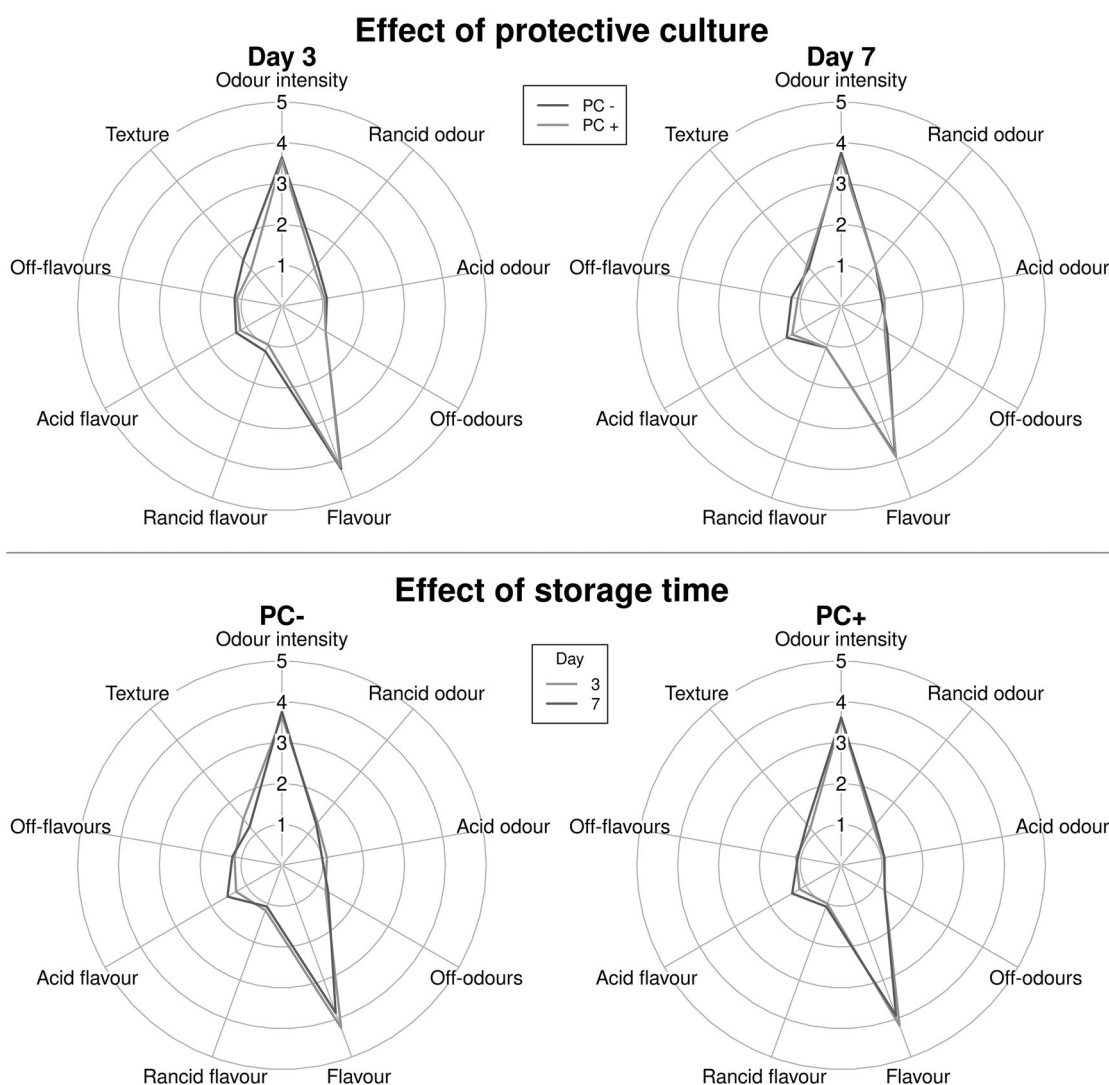 Effect of protective culture
Day 3
Day 7
Odour intensity
Odour intensity
5
5
PC -
PC +
Texture
Rancid odour
Texture
Rancid odour
4
4
3
3
2
2
1
1
Off-flavours
Acid odour
Off-flavours
Acid odour
Acid flavour
Off-odours
Acid flavour
Off-odours
Rancid flavour
Flavour
Rancid flavour
Flavour
Effect of storage time
PC-
PC+
Odour intensity
Odour intensity
Day
3
7
5
5
Texture
Rancid odour
Texture
Rancid odour
4
4
3
3
2
2
1
1
Off-flavours
Acid odour
Off-flavours
Acid odour
Acid flavour
Off-odours
Acid flavour
Off-odours
Rancid flavour
Flavour
Rancid flavour
Flavour